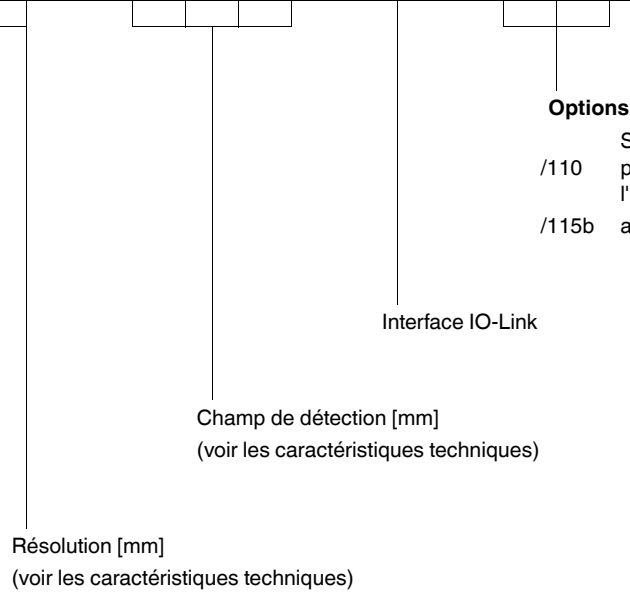 Options
S
/110 p
l'
/115b a
Interface IO-Link
Champ de détection [mm]
(voir les caractéristiques techniques)
Résolution [mm]
(voir les caractéristiques techniques)